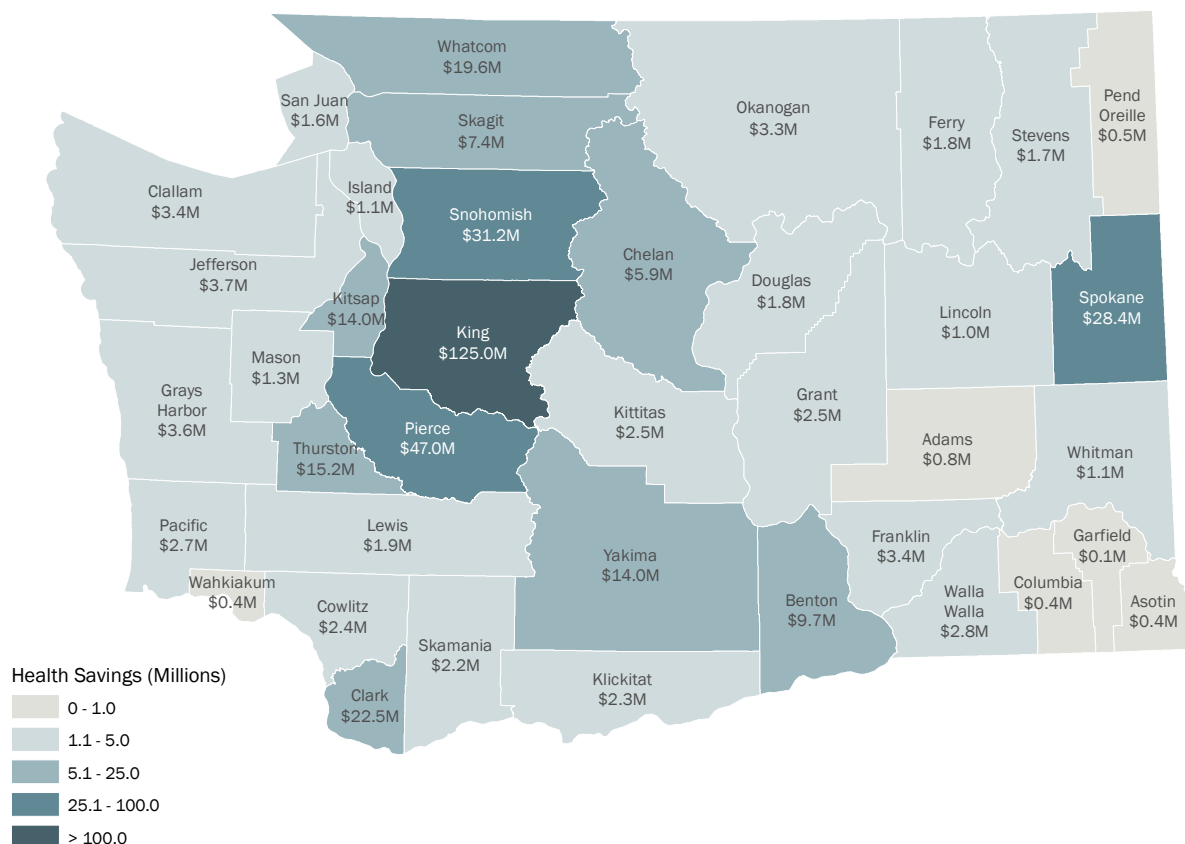 Whatcom
$19.6M
San Juan
$1.6M
Skagit
$7.4M
Okanogan
$3.3M
Ferry
$1.8M
Stevens
$1.7M
Pend
Oreille
$0.5M
Clallam
$3.4M
Island
$1.1M
Snohomish
$31.2M
Chelan
$5.9M
Jefferson
$3.7M
Kitsap
$14.0M
King
$125.0M
Douglas
$1.8M
Lincoln
$1.0M
Spokane
$28.4M
Mason
$1.3M
Grays
Harbor
$3.6M
Thurston
$15.2M
Pierce
$47.0M
Kittitas
$2.5M
Grant
$2.5M
Adams
$0.8M
Whitman
$1.1M
Pacific
$2.7M
Lewis
$1.9M
Yakima
$14.0M
Benton
$9.7M
Franklin
$3.4M
Walla
Walla
$2.8M
Columbia
$0.4M
Garfield
$0.1M
Asotin
$0.4M
Wahkiakum
$0.4M
Cowlitz
$2.4M
Skamania
$2.2M
Klickitat
$2.3M
Clark
$22.5M
Health Savings (Millions)
0 - 1.0
1.1 - 5.0
5.1 - 25.0
25.1 - 100.0
> 100.0